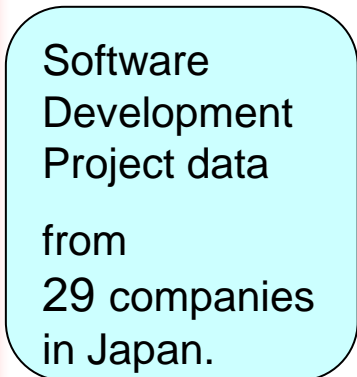 Software
Development
Project data
from
29 companies
in Japan.